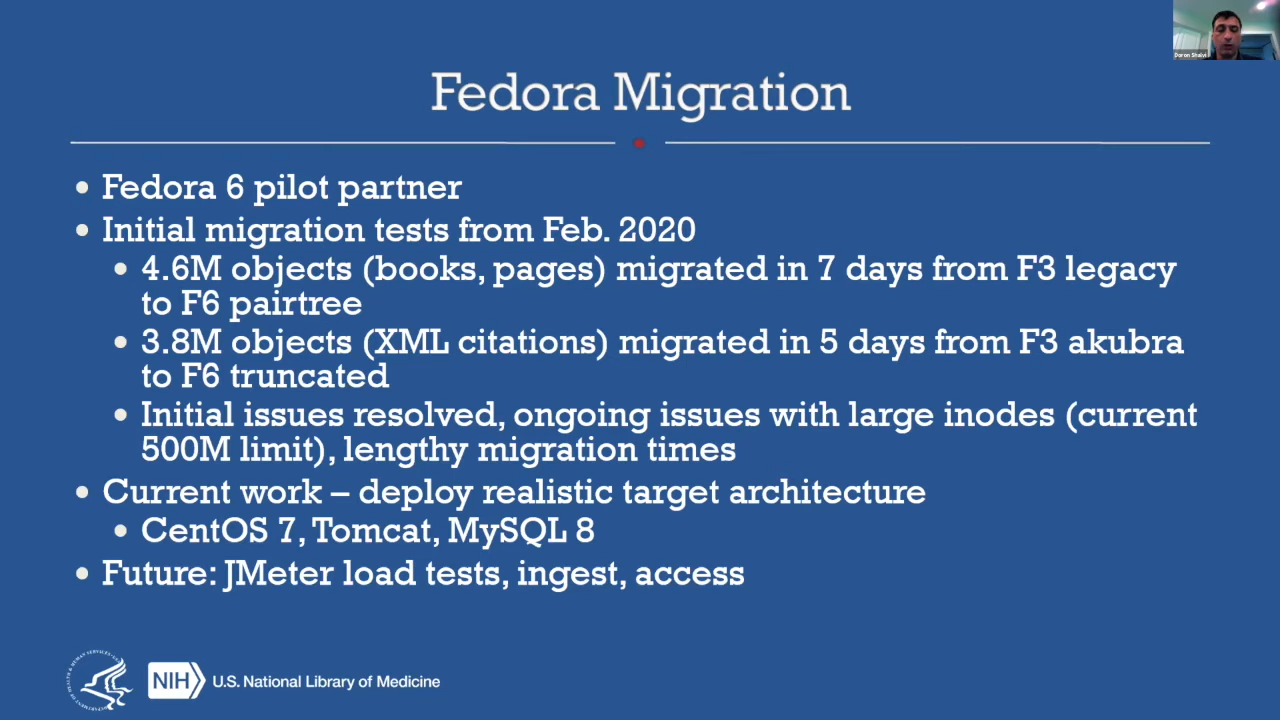 Doron Shalvi
Fedora Migration
• Fedora 6 pilot partner
• Initial migration tests from Feb. 2020
• 4.6M objects (books, pages) migrated in 7 days from F3 legacy
to F6 pairtree
• 3.8M objects (XML citations) migrated in 5 days from F3 akubra
to F6 truncated
• Initial issues resolved, ongoing issues with large inodes (current
500M limit), lengthy migration times
• Current work – deploy realistic target architecture
• CentOS 7, Tomcat, MySQL 8
• Future: JMeter load tests, ingest, access
NIH U.S. National Library of Medicine